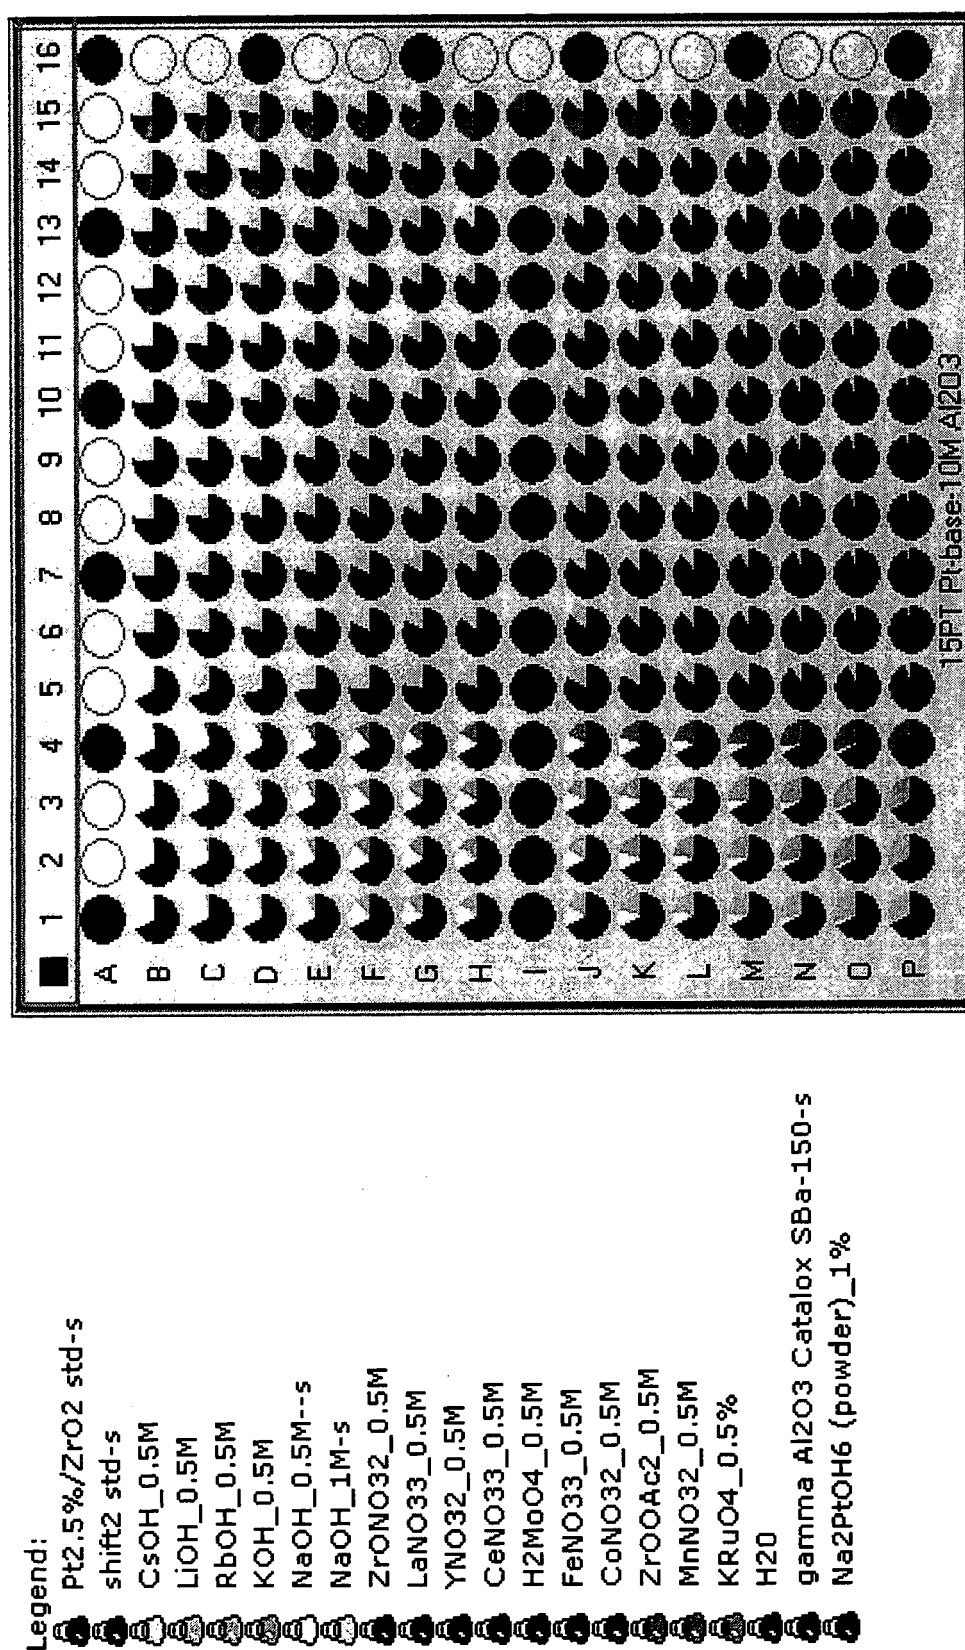 1 2 3 4 5 6 7 8 9 10 11 12 13 14 15 16
A
B
C
D
E
F
G
H
I
J
K
L
M
N
O
P
15PT Pt-base-10M Al2O3
Legend:
Pt2.5%/ZrO2 std-s
shift2 std-s
CsOH_0.5M
LiOH_0.5M
RbOH_0.5M
KOH_0.5M
NaOH_0.5M--s
NaOH_1M-s
ZrONO32_0.5M
LaNO33_0.5M
YNO32_0.5M
CeNO33_0.5M
H2MoO4_0.5M
FeNO33_0.5M
CoNO32_0.5M
ZrOOAc2_0.5M
MnNO32_0.5M
KRuO4_0.5%
H2O
gamma Al2O3 Catalox SBa-150-s
Na2PtOH6 (powder)_1%